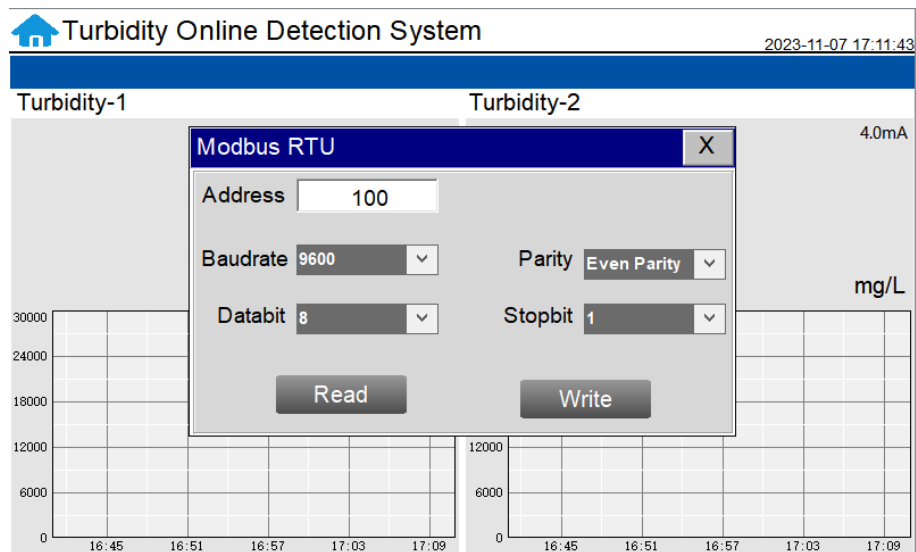 Turbidity Online Detection System
2023-11-07 17:11:43
Turbidity-1 Turbidity-2
4.0mA
Modbus RTU X
Address 100
Baudrate 9600 Parity Even Parity
mg/L
Databit 8 Stopbit 1
30000
24000
Read Write
18000
12000 12000
6000 6000
0 0
16:45 16:51 16:57 17:03 17:09 16:45 16:51 16:57 17:03 17:09